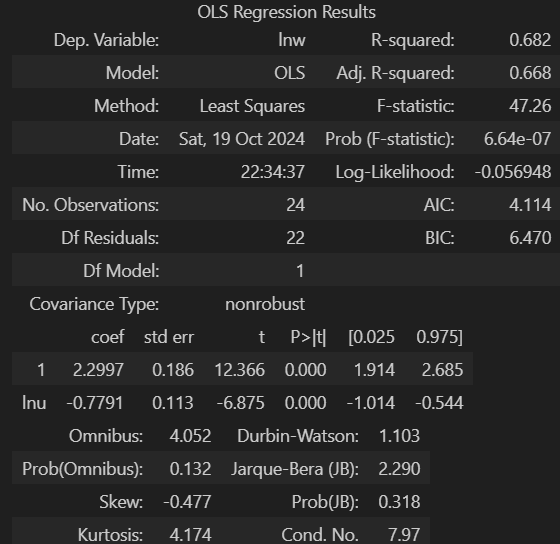 OLS Regression Results
Dep. Variable: lnw R-squared: 0.682
Model: OLS Adj. R-squared: 0.668
Method: Least Squares F-statistic: 47.26
Date: Sat, 19 Oct 2024 Prob (F-statistic): 6.64e-07
Time: 22:34:37 Log-Likelihood: -0.056948
No. Observations: 24 AIC: 4.114
Df Residuals: 22 BIC: 6.470
Df Model: 1
Covariance Type: nonrobust
coef std err t P>|t| [0.025 0.975]
1 2.2997 0.186 12.366 0.000 1.914 2.685
lnu -0.7791 0.113 -6.875 0.000 -1.014 -0.544
Omnibus: 4.052 Durbin-Watson: 1.103
Prob(Omnibus): 0.132 Jarque-Bera (JB): 2.290
Skew: -0.477 Prob(JB): 0.318
Kurtosis: 4.174 Cond. No. 7.97